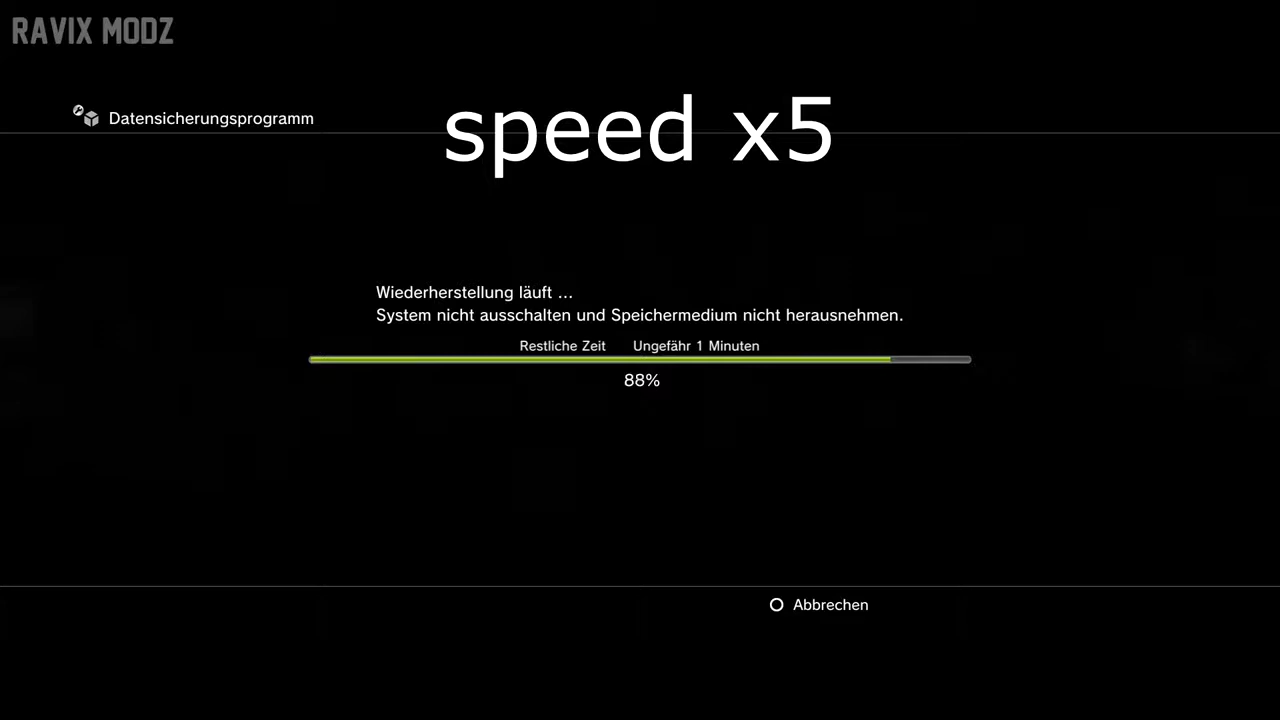 RAVIX MODZ
Datensicherungsprogramm
speed x5
Wiederherstellung läuft ...
System nicht ausschalten und Speichermedium nicht herausnehmen.
Restliche Zeit Ungefähr 1 Minuten
88%
Abbrechen